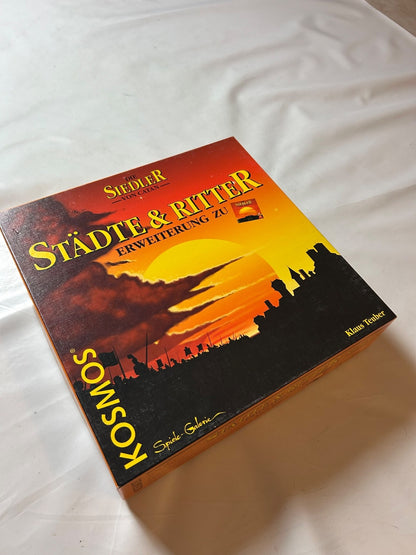 DIE
SIEDLER
VON CATAN
STÄDTE & RITTER
ERWEITERUNG ZU
Klaus Teuber
KOSMOS®
Spiele-Galerie